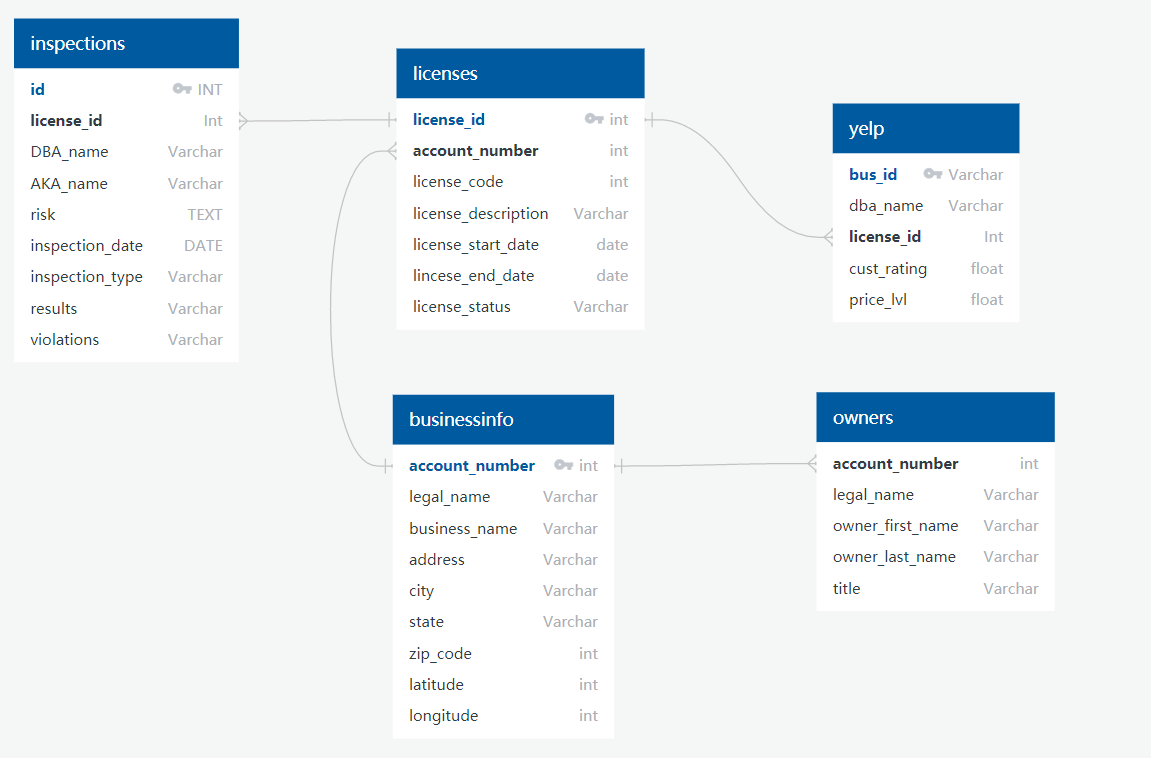 inspections
id INT
license_id Int
DBA_name Varchar
AKA_name Varchar
risk TEXT
inspection_date DATE
inspection_type Varchar
results Varchar
violations Varchar
licenses
license_id int
account_number int
license_code int
license_description Varchar
license_start_date date
lincese_end_date date
license_status Varchar
yelp
bus_id Varchar
dba_name Varchar
license_id Int
cust_rating float
price_lvl float
businessinfo
account_number int
legal_name Varchar
business_name Varchar
address Varchar
city Varchar
state Varchar
zip_code int
latitude int
longitude int
owners
account_number int
legal_name Varchar
owner_first_name Varchar
owner_last_name Varchar
title Varchar